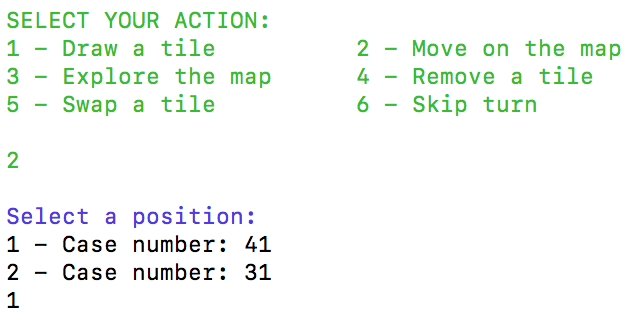 SELECT YOUR ACTION:
1 – Draw a tile 2 – Move on the map
3 – Explore the map 4 – Remove a tile
5 – Swap a tile 6 – Skip turn
2
Select a position:
1 – Case number: 41
2 – Case number: 31
1